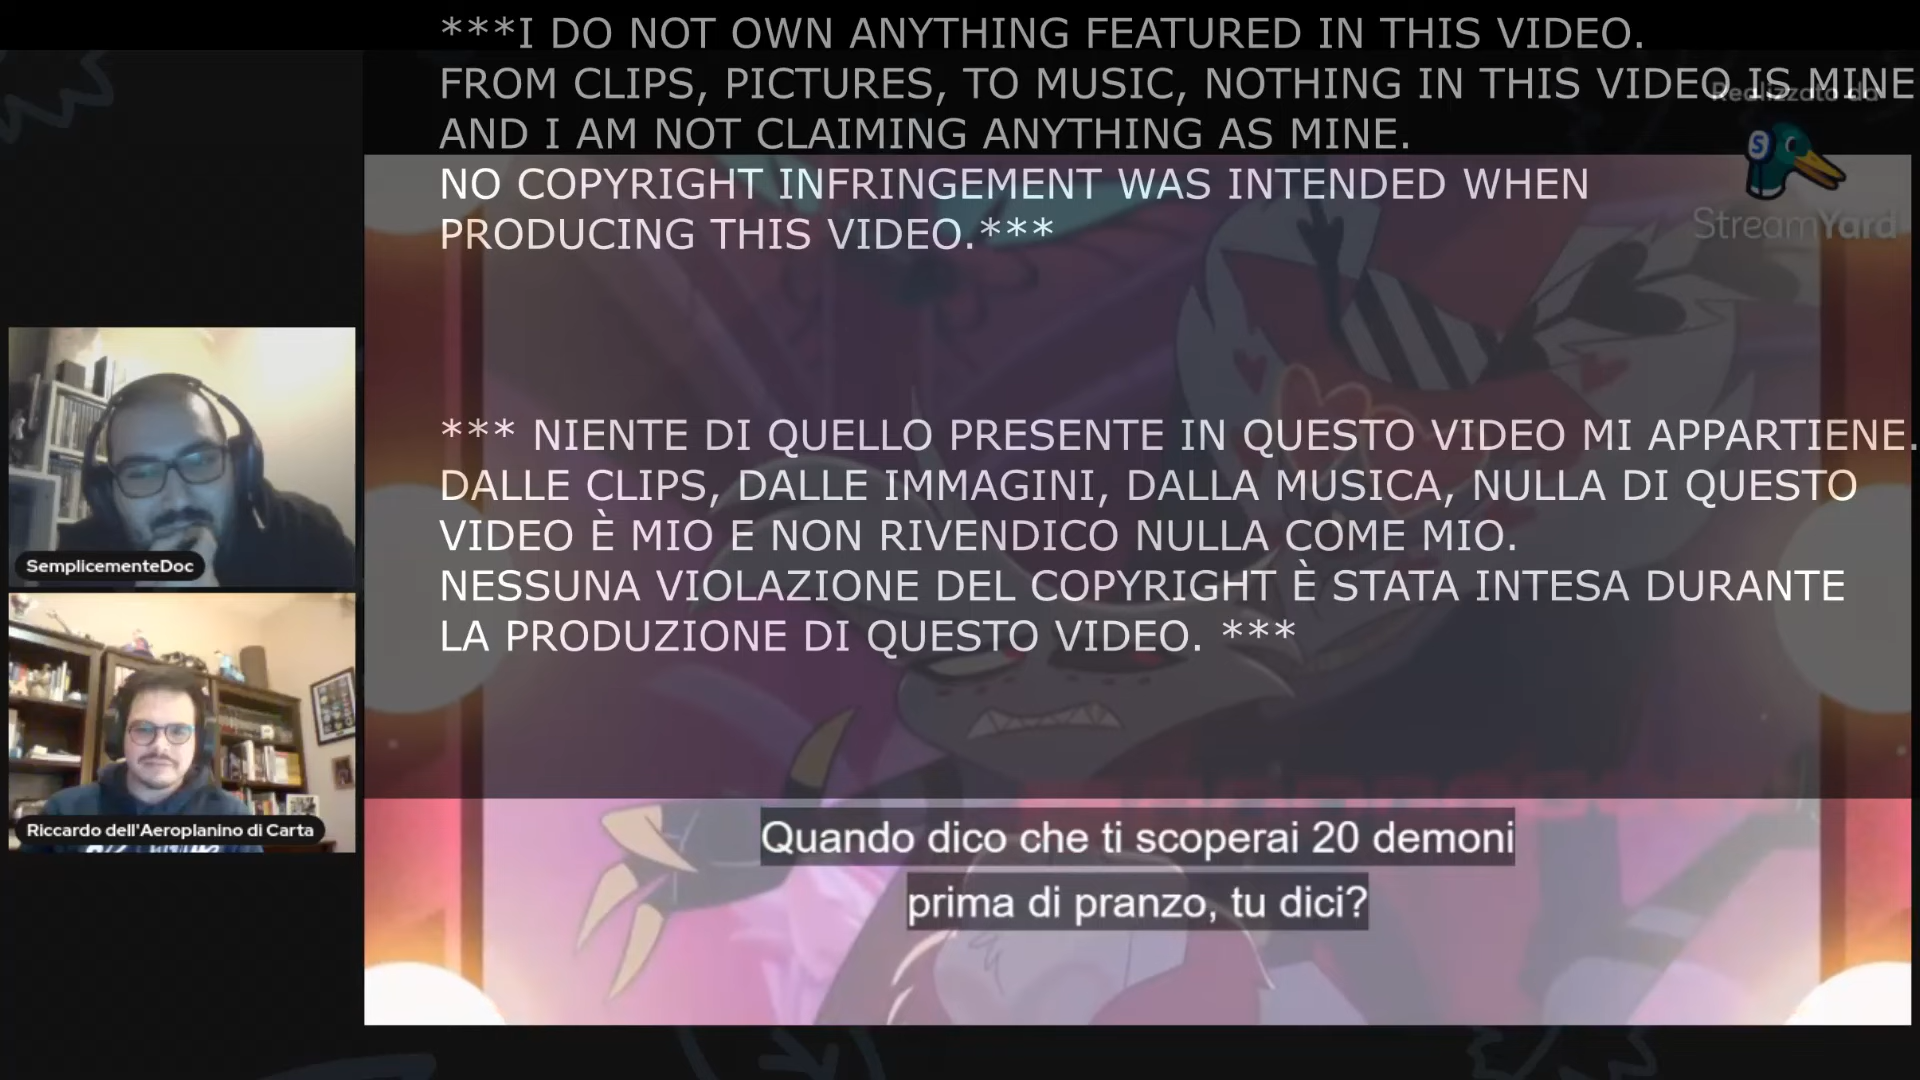 ***I DO NOT OWN ANYTHING FEATURED IN THIS VIDEO.
FROM CLIPS, PICTURES, TO MUSIC, NOTHING IN THIS VIDEO IS MINE
AND I AM NOT CLAIMING ANYTHING AS MINE.
NO COPYRIGHT INFRINGEMENT WAS INTENDED WHEN
PRODUCING THIS VIDEO.***
Realizzato da
StreamYard
*** NIENTE DI QUELLO PRESENTE IN QUESTO VIDEO MI APPARTIENE.
DALLE CLIPS, DALLE IMMAGINI, DALLA MUSICA, NULLA DI QUESTO
VIDEO È MIO E NON RIVENDICO NULLA COME MIO.
NESSUNA VIOLAZIONE DEL COPYRIGHT È STATA INTESA DURANTE
LA PRODUZIONE DI QUESTO VIDEO. ***
SemplicementeDoc
Riccardo dell'Aeroplanino di Carta
Quando dico che ti scoperai 20 demoni
prima di pranzo, tu dici?